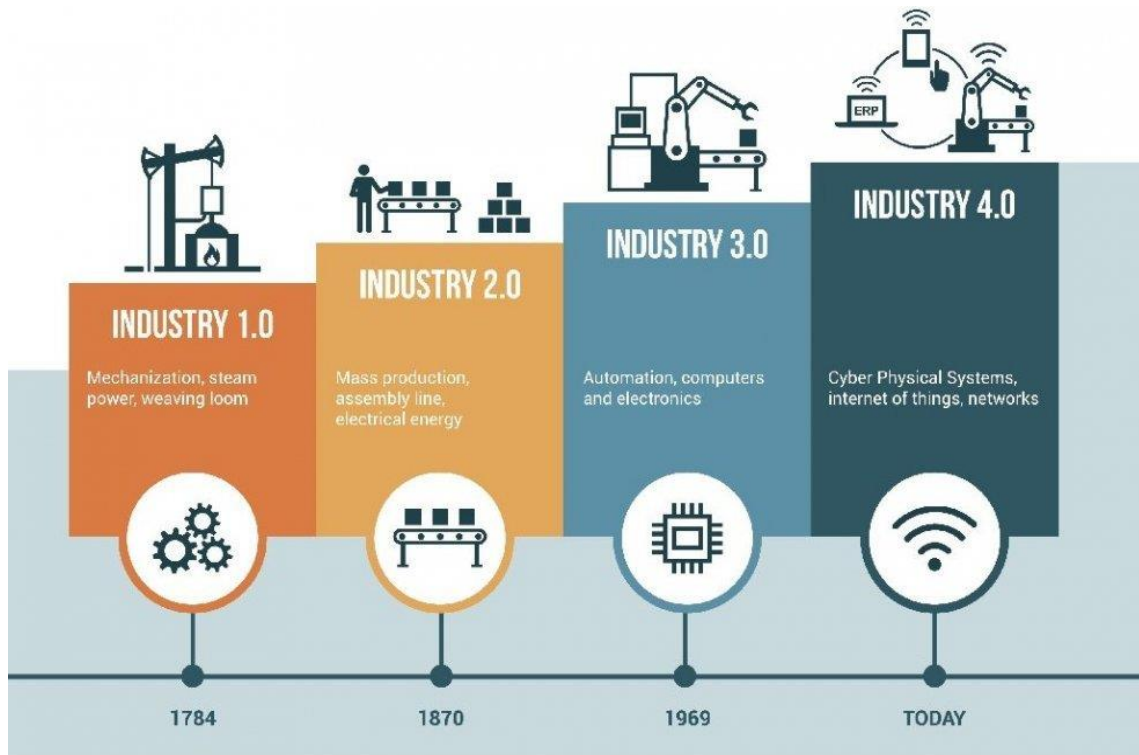 ERP
INDUSTRY 1.0
Mechanization, steam
power, weaving loom
INDUSTRY 2.0
Mass production,
assembly line,
electrical energy
INDUSTRY 3.0
Automation, computers
and electronics
INDUSTRY 4.0
Cyber Physical Systems,
internet of things, networks
1784
1870
1969
TODAY